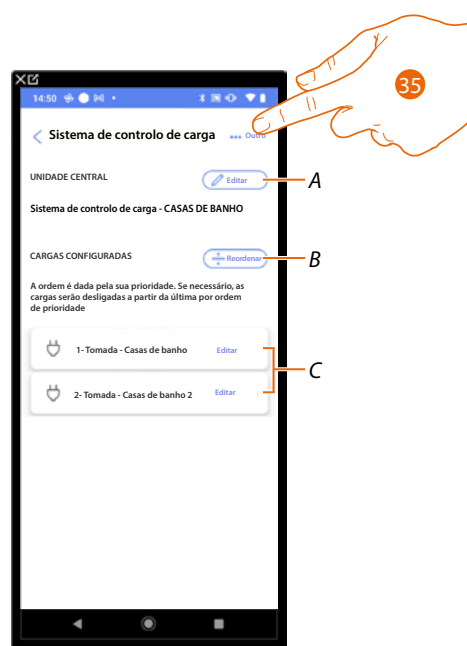 35
14:50
Sistema de controlo de carga ... Outro
UNIDADE CENTRAL
Editar
A
Sistema de controlo de carga - CASAS DE BANHO
CARGAS CONFIGURADAS
Reordenar
B
A ordem é dada pela sua prioridade. Se necessário, as
cargas serão desligadas a partir da última por ordem
de prioridade
1- Tomada - Casas de banho Editar
C
2- Tomada - Casas de banho 2 Editar